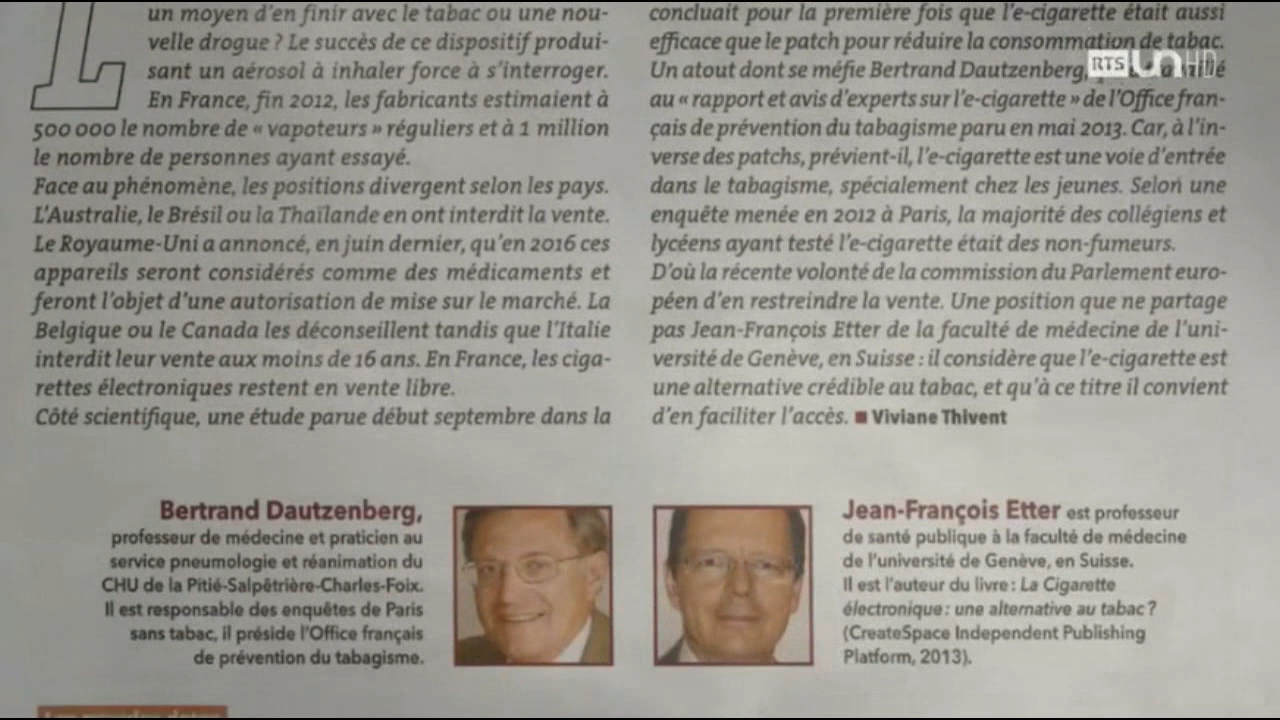 L
un moyen d'en finir avec le tabac ou une nou-
velle drogue ? Le succès de ce dispositif produi-
sant un aérosol à inhaler force à s'interroger.
En France, fin 2012, les fabricants estimaient à
500 000 le nombre de « vapoteurs » réguliers et à 1 million
le nombre de personnes ayant essayé.
Face au phénomène, les positions divergent selon les pays.
L'Australie, le Brésil ou la Thaïlande en ont interdit la vente.
Le Royaume-Uni a annoncé, en juin dernier, qu'en 2016 ces
appareils seront considérés comme des médicaments et
feront l'objet d'une autorisation de mise sur le marché. La
Belgique ou le Canada les déconseillent tandis que l'Italie
interdit leur vente aux moins de 16 ans. En France, les ciga-
rettes électroniques restent en vente libre.
Côté scientifique, une étude parue début septembre dans la
concluait pour la première fois que l'e-cigarette était aussi
efficace que le patch pour réduire la consommation de tabac.
Un atout dont se méfie Bertrand Dautzenberg,
au « rapport et avis d'experts sur l'e-cigarette » de l'Office fran-
çais de prévention du tabagisme paru en mai 2013. Car, à l'in-
verse des patchs, prévient-il, l'e-cigarette est une voie d'entrée
dans le tabagisme, spécialement chez les jeunes. Selon une
enquête menée en 2012 à Paris, la majorité des collégiens et
lycéens ayant testé l'e-cigarette était des non-fumeurs.
D'où la récente volonté de la commission du Parlement euro-
péen d'en restreindre la vente. Une position que ne partage
pas Jean-François Etter de la faculté de médecine de l'uni-
versité de Genève, en Suisse : il considère que l'e-cigarette est
une alternative crédible au tabac, et qu'à ce titre il convient
d'en faciliter l'accès. ■ Viviane Thivent
RTS UN HD
Bertrand Dautzenberg,
professeur de médecine et praticien au
service pneumologie et réanimation du
CHU de la Pitié-Salpêtrière-Charles-Foix.
Il est responsable des enquêtes de Paris
sans tabac, il préside l'Office français
de prévention du tabagisme.
Jean-François Etter est professeur
de santé publique à la faculté de médecine
de l'université de Genève, en Suisse.
Il est l'auteur du livre : La Cigarette
électronique : une alternative au tabac ?
(CreateSpace Independent Publishing
Platform, 2013).